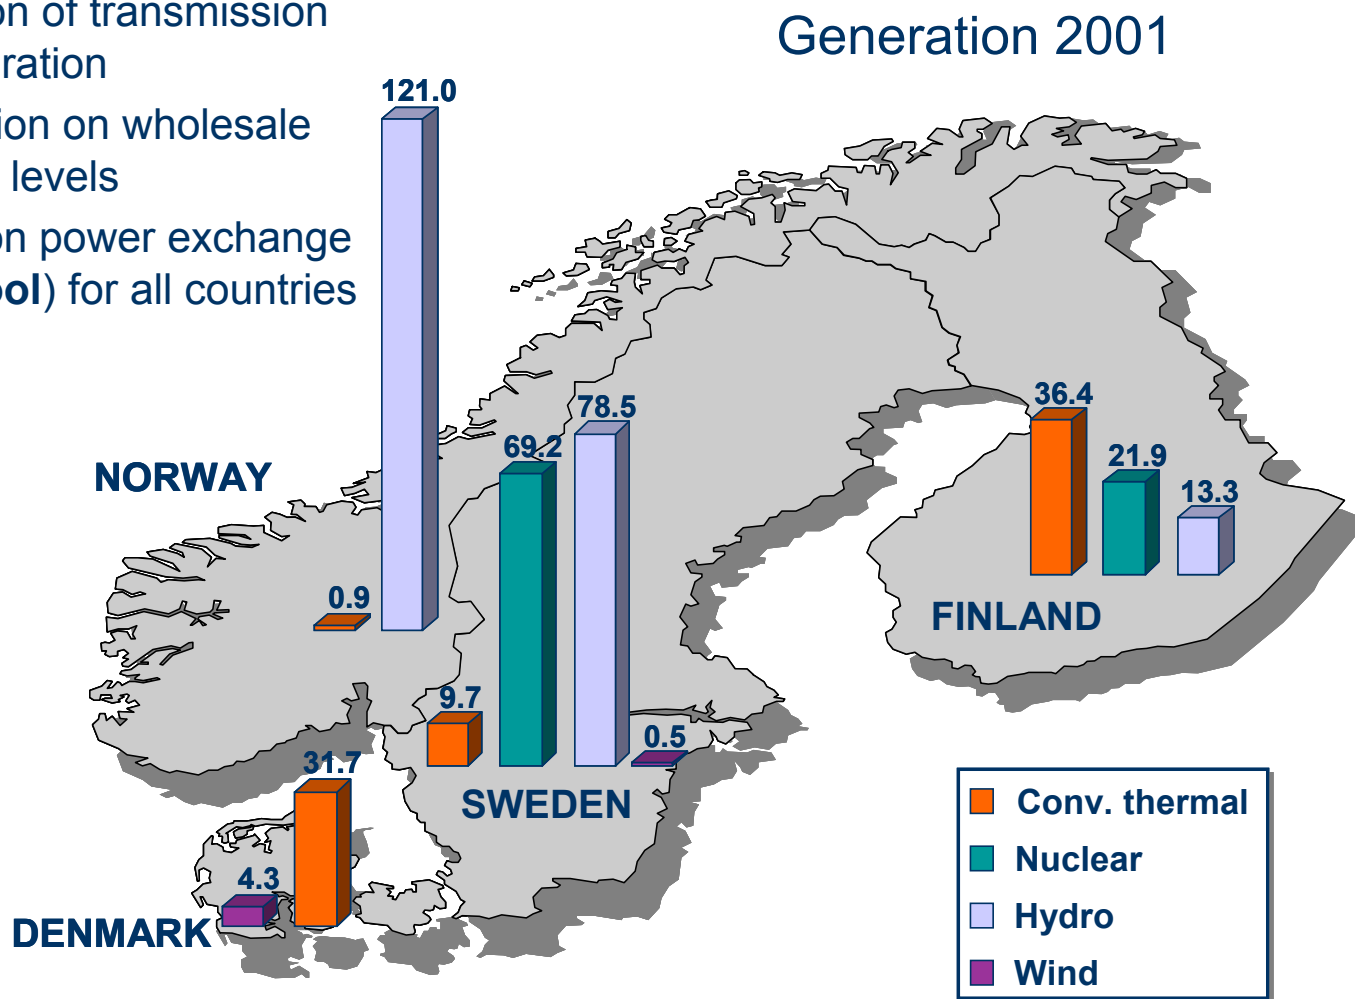 on of transmission
ration
ion on wholesale
levels
on power exchange
ool) for all countries
Generation 2001
121.0
0.9
NORWAY
9.7
69.2
78.5
0.5
SWEDEN
36.4
21.9
13.3
FINLAND
4.3
31.7
DENMARK
Conv. thermal
Nuclear
Hydro
Wind